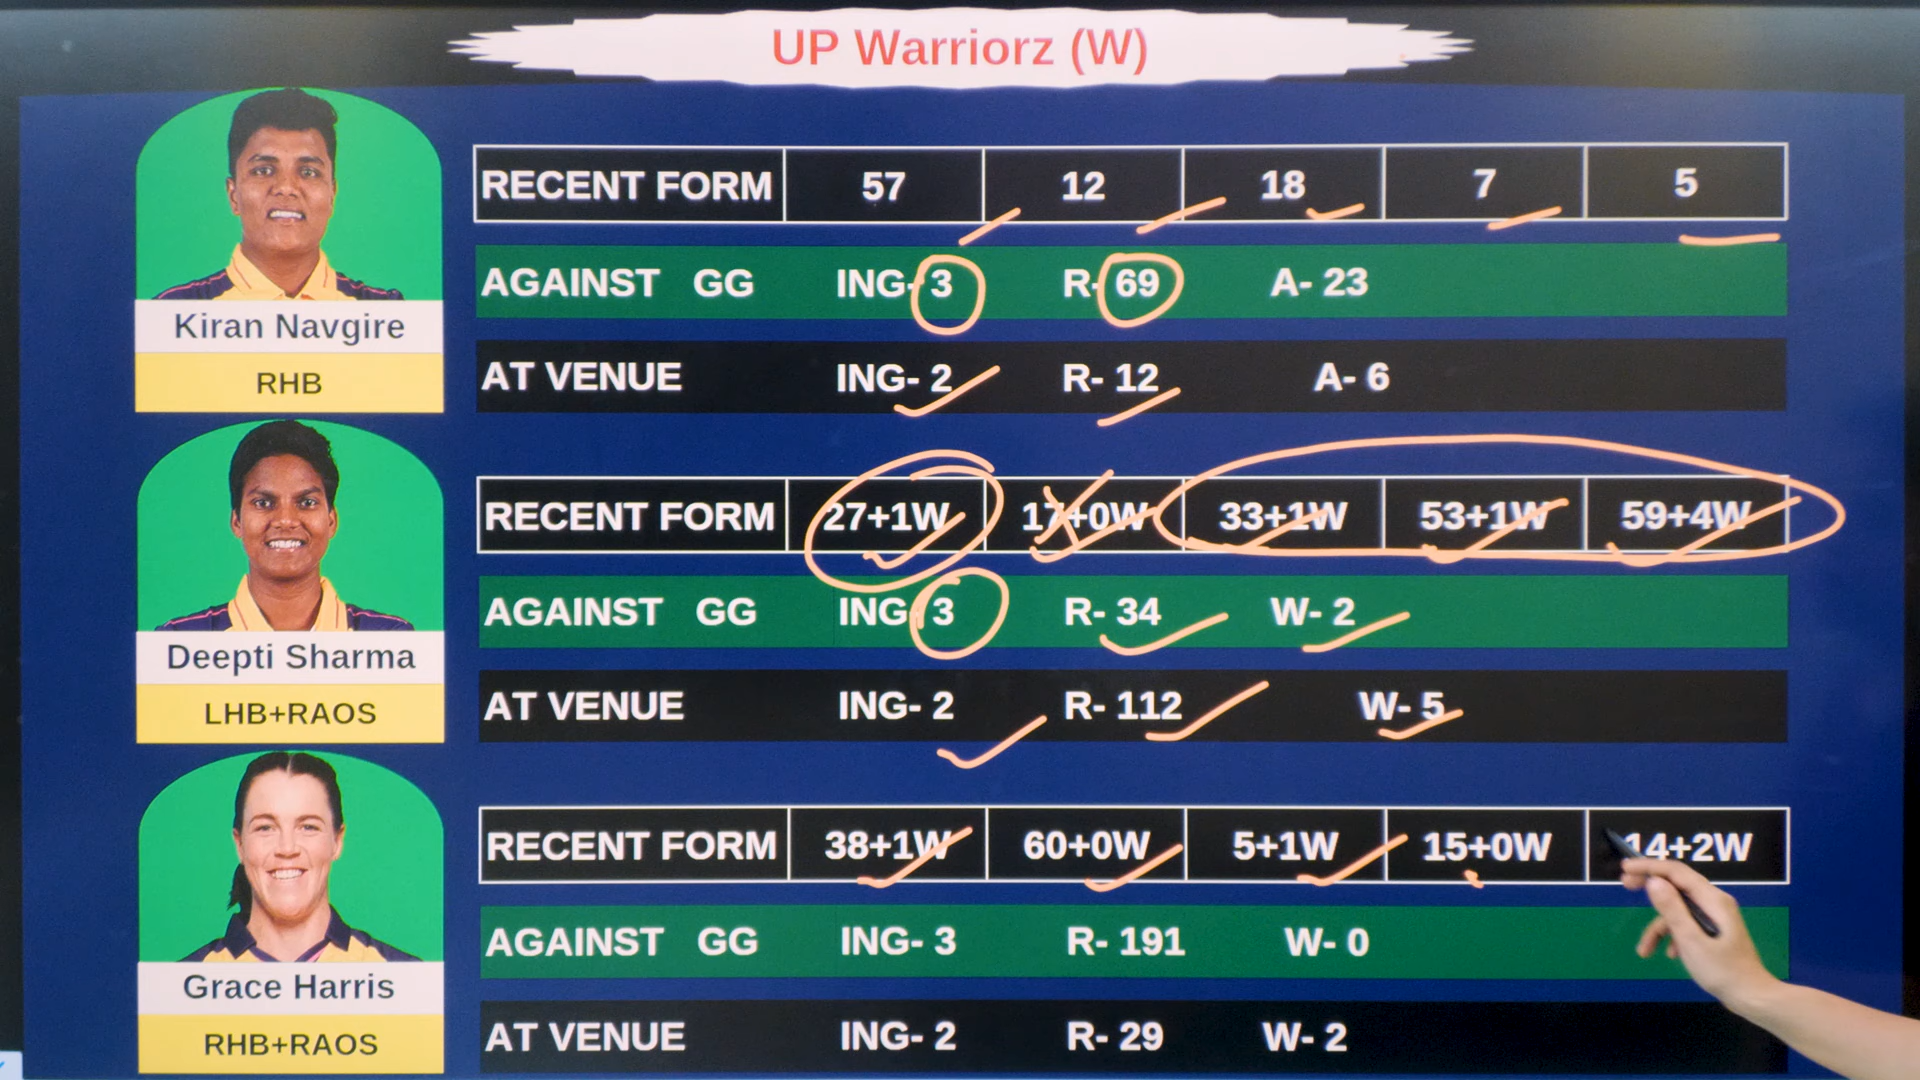 UP Warriorz (W)
RECENT FORM 57 12 18 7 5
AGAINST GG ING- 3 R- 69 A- 23
AT VENUE ING- 2 R- 12 A- 6
Kiran Navgire
RHB
RECENT FORM 27+1W 17+0W 33+1W 53+1W 59+4W
AGAINST GG ING- 3 R- 34 W- 2
AT VENUE ING- 2 R- 112 W- 5
Deepti Sharma
LHB+RAOS
RECENT FORM 38+1W 60+0W 5+1W 15+0W 14+2W
AGAINST GG ING- 3 R- 191 W- 0
AT VENUE ING- 2 R- 29 W- 2
Grace Harris
RHB+RAOS